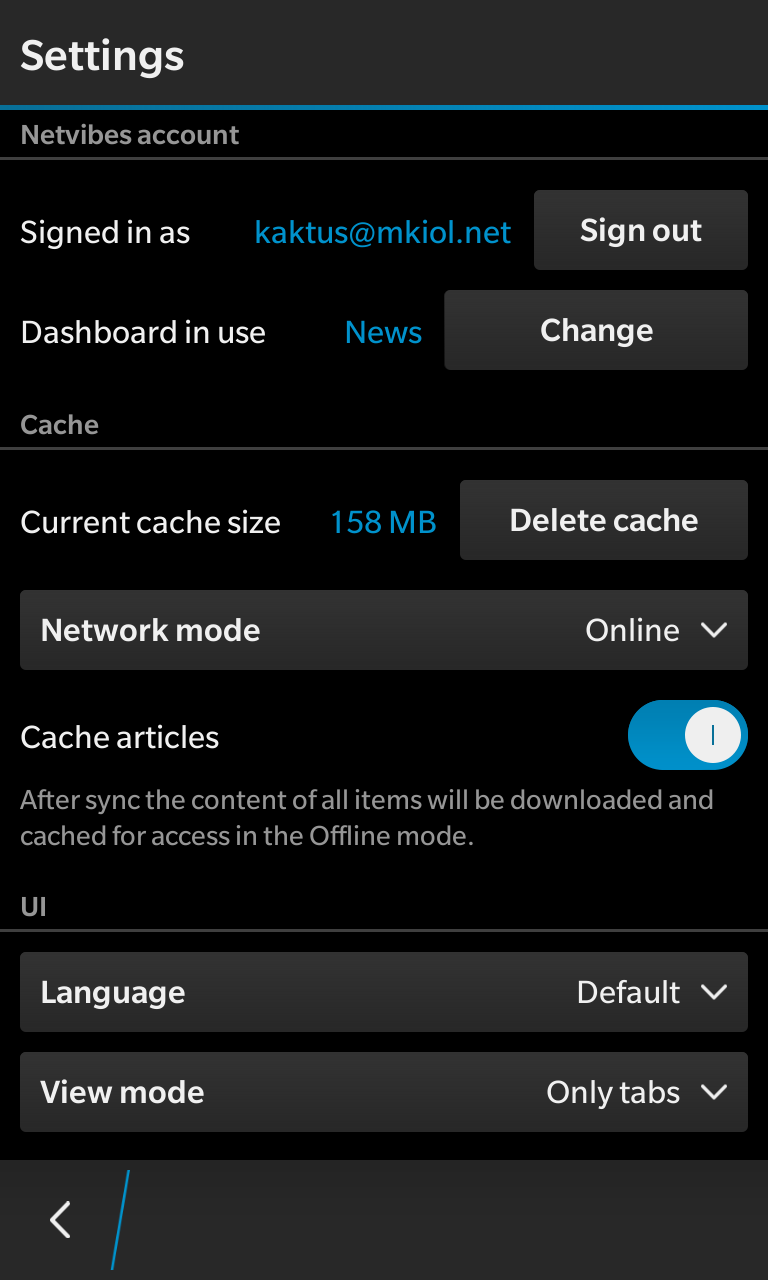 Settings
Netvibes account
Signed in as kaktus@mkiol.net Sign out
Dashboard in use News Change
Cache
Current cache size 158 MB Delete cache
Network mode Online
Cache articles
After sync the content of all items will be downloaded and
cached for access in the Offline mode.
UI
Language Default
View mode Only tabs